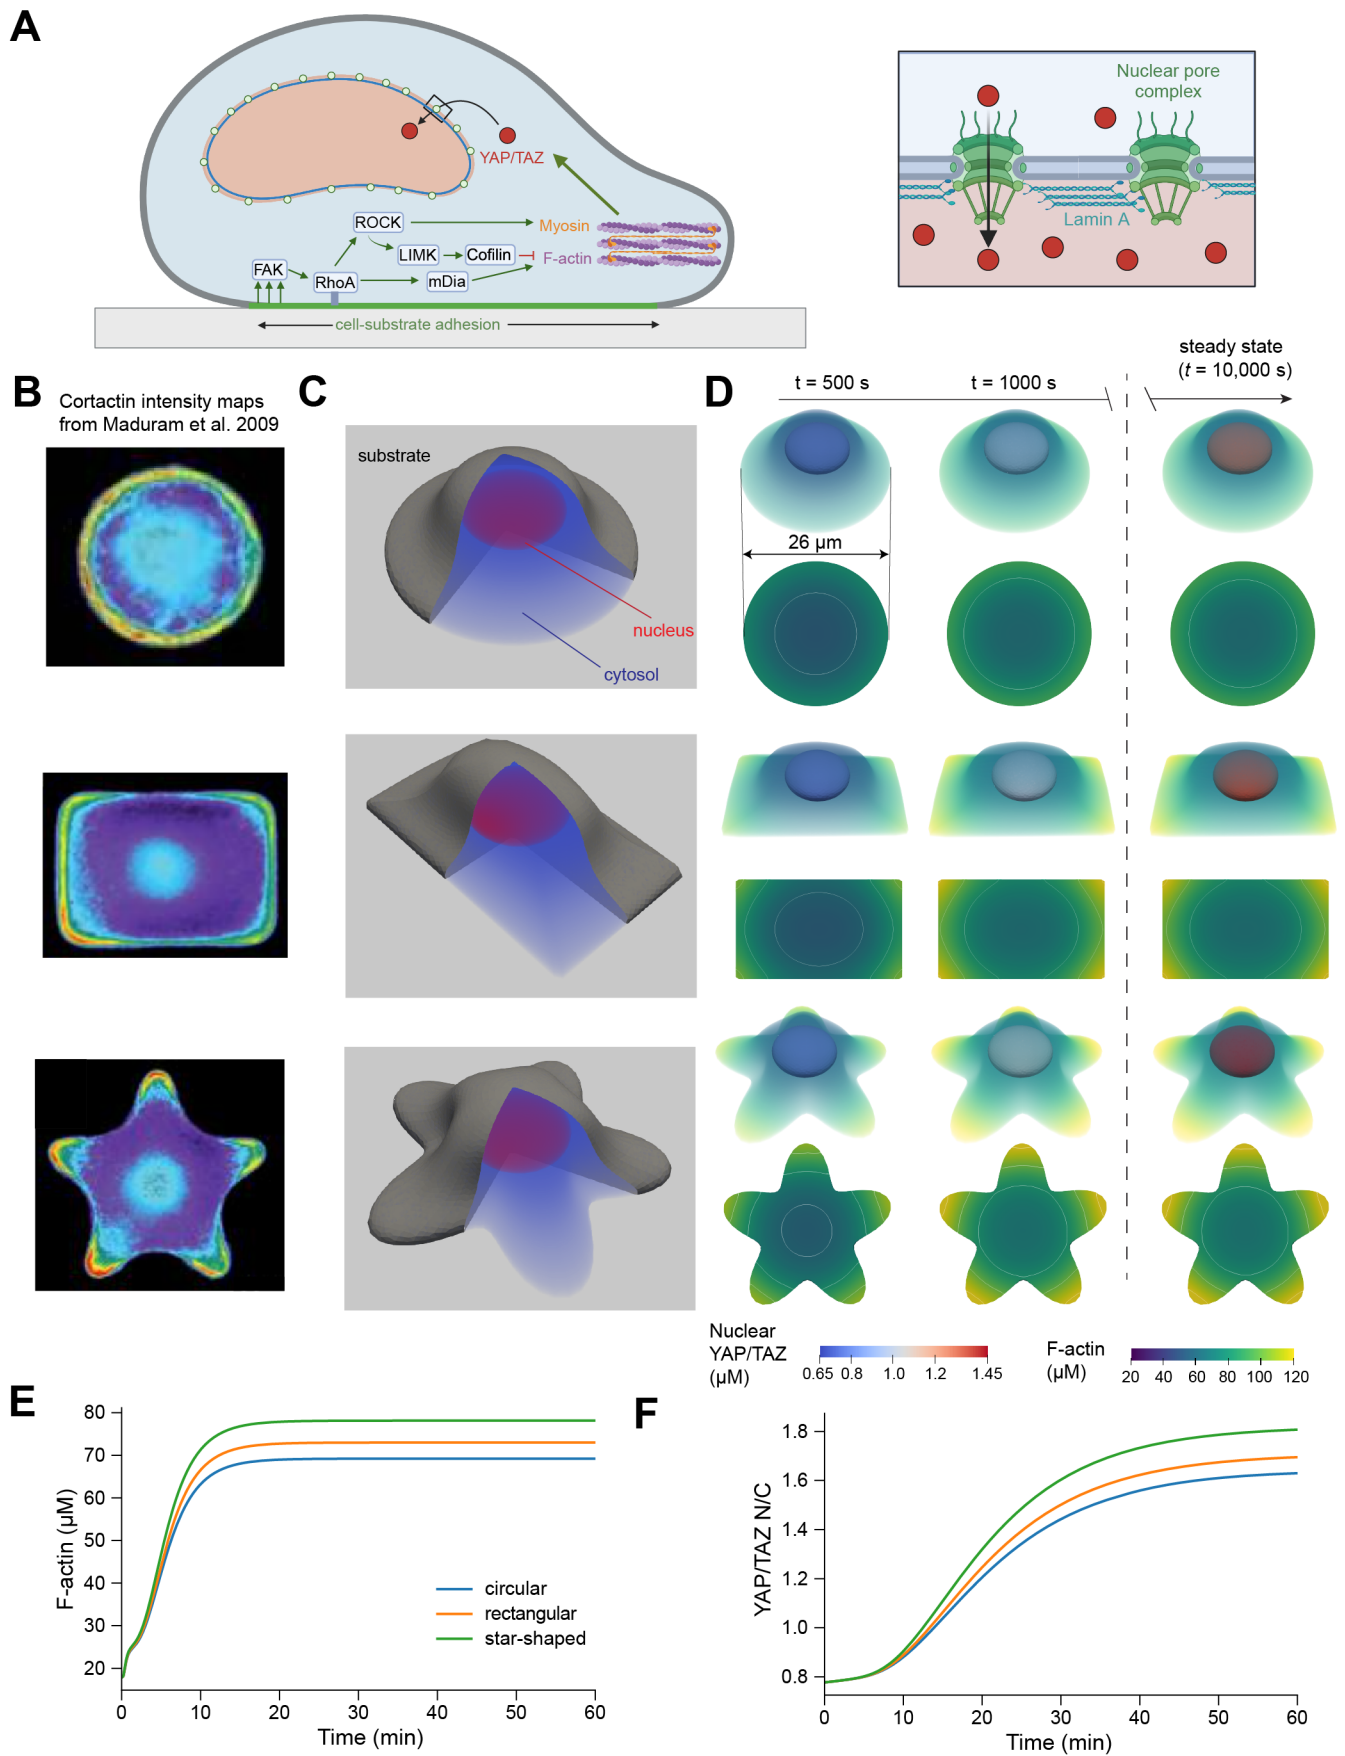 A
YAP/TAZ
ROCK
Myosin
LIMK
Cofilin
F-actin
FAK
RhoA
mDia
cell-substrate adhesion
Nuclear pore
complex
Lamin A
B
Cortactin intensity maps
from Maduram et al. 2009
C
substrate
nucleus
cytosol
D
t = 500 s
t = 1000 s
steady state
(t = 10,000 s)
26 µm
Nuclear
YAP/TAZ
(µM)
0.65 0.8 1.0 1.2 1.45
F-actin
(µM)
20 40 60 80 100 120
E
F-actin (µM)
80
70
60
50
40
30
20
0 10 20 30 40 50 60
Time (min)
circular
rectangular
star-shaped
F
YAP/TAZ N/C
1.8
1.6
1.4
1.2
1.0
0.8
0 10 20 30 40 50 60
Time (min)